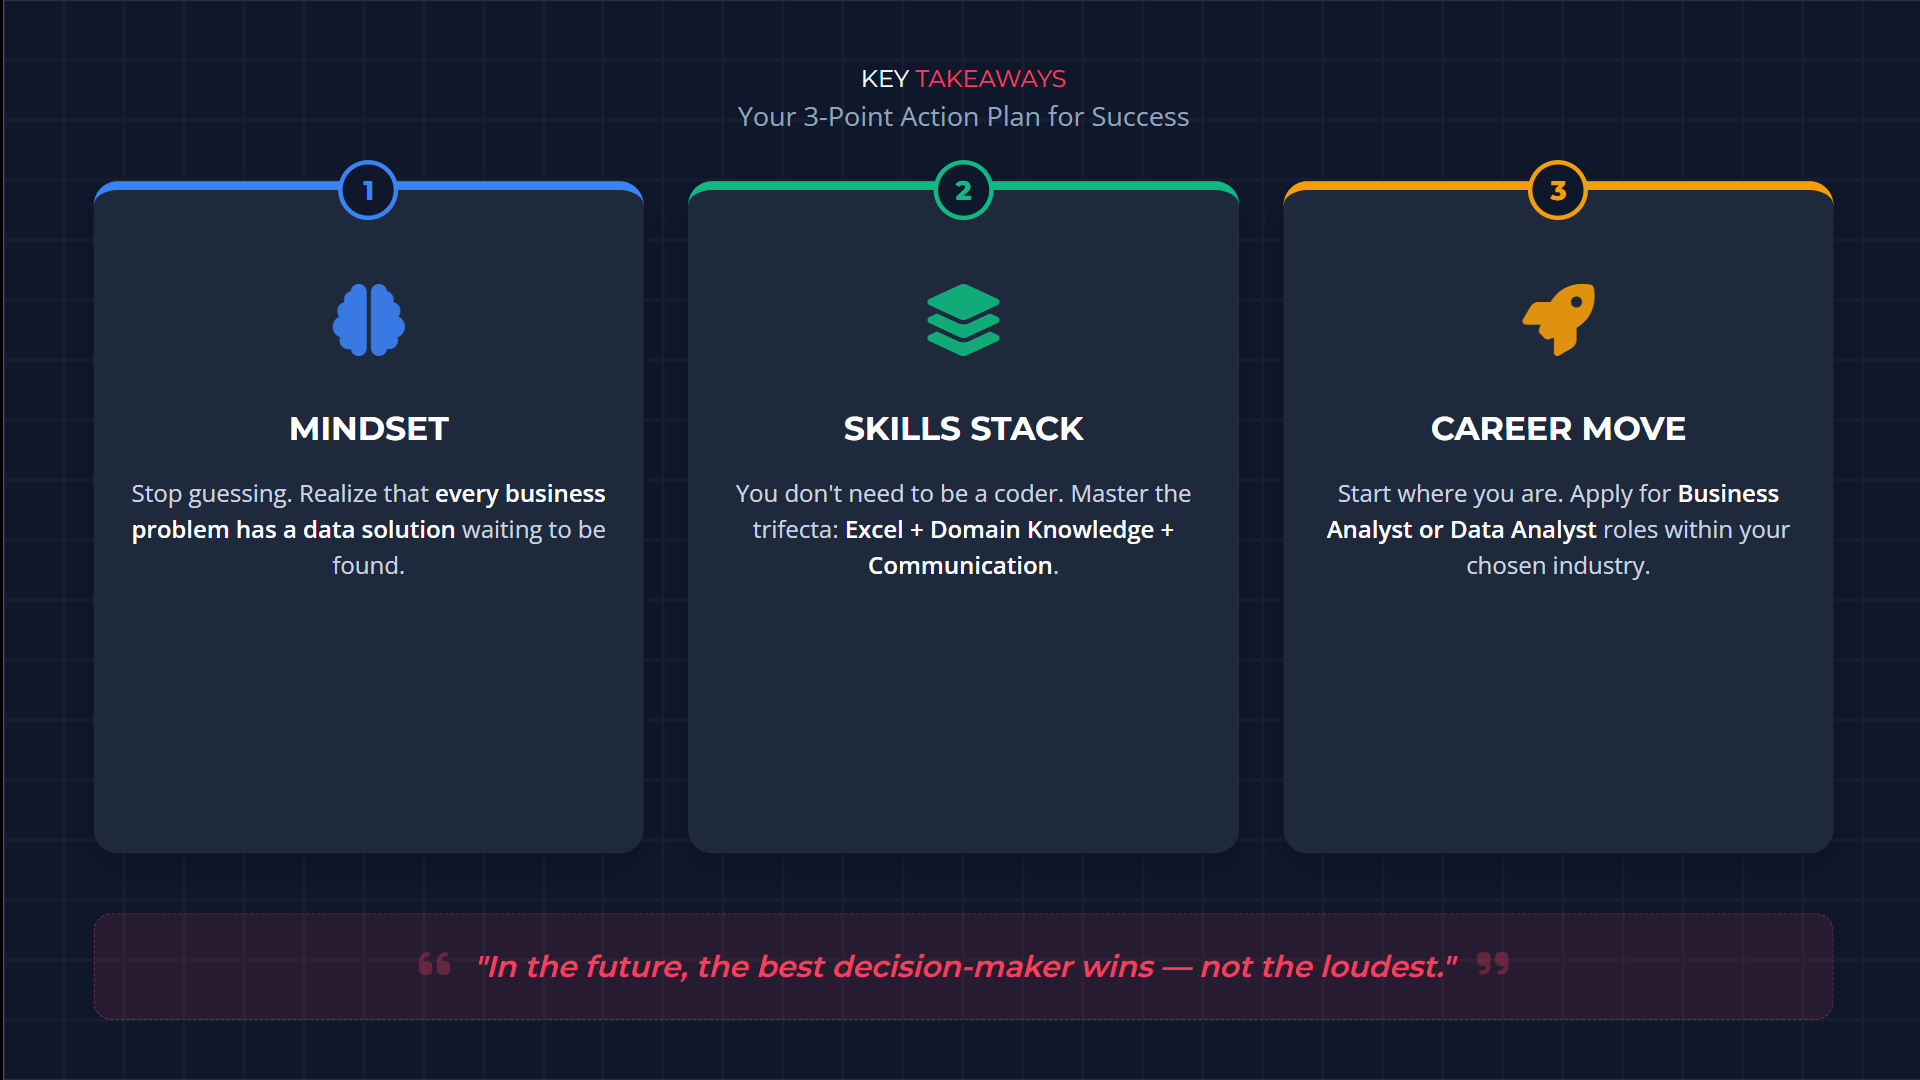 KEY TAKEAWAYS
Your 3-Point Action Plan for Success
1
MINDSET
Stop guessing. Realize that every business
problem has a data solution waiting to be
found.
2
SKILLS STACK
You don't need to be a coder. Master the
trifecta: Excel + Domain Knowledge +
Communication.
3
CAREER MOVE
Start where you are. Apply for Business
Analyst or Data Analyst roles within your
chosen industry.
"In the future, the best decision-maker wins — not the loudest."